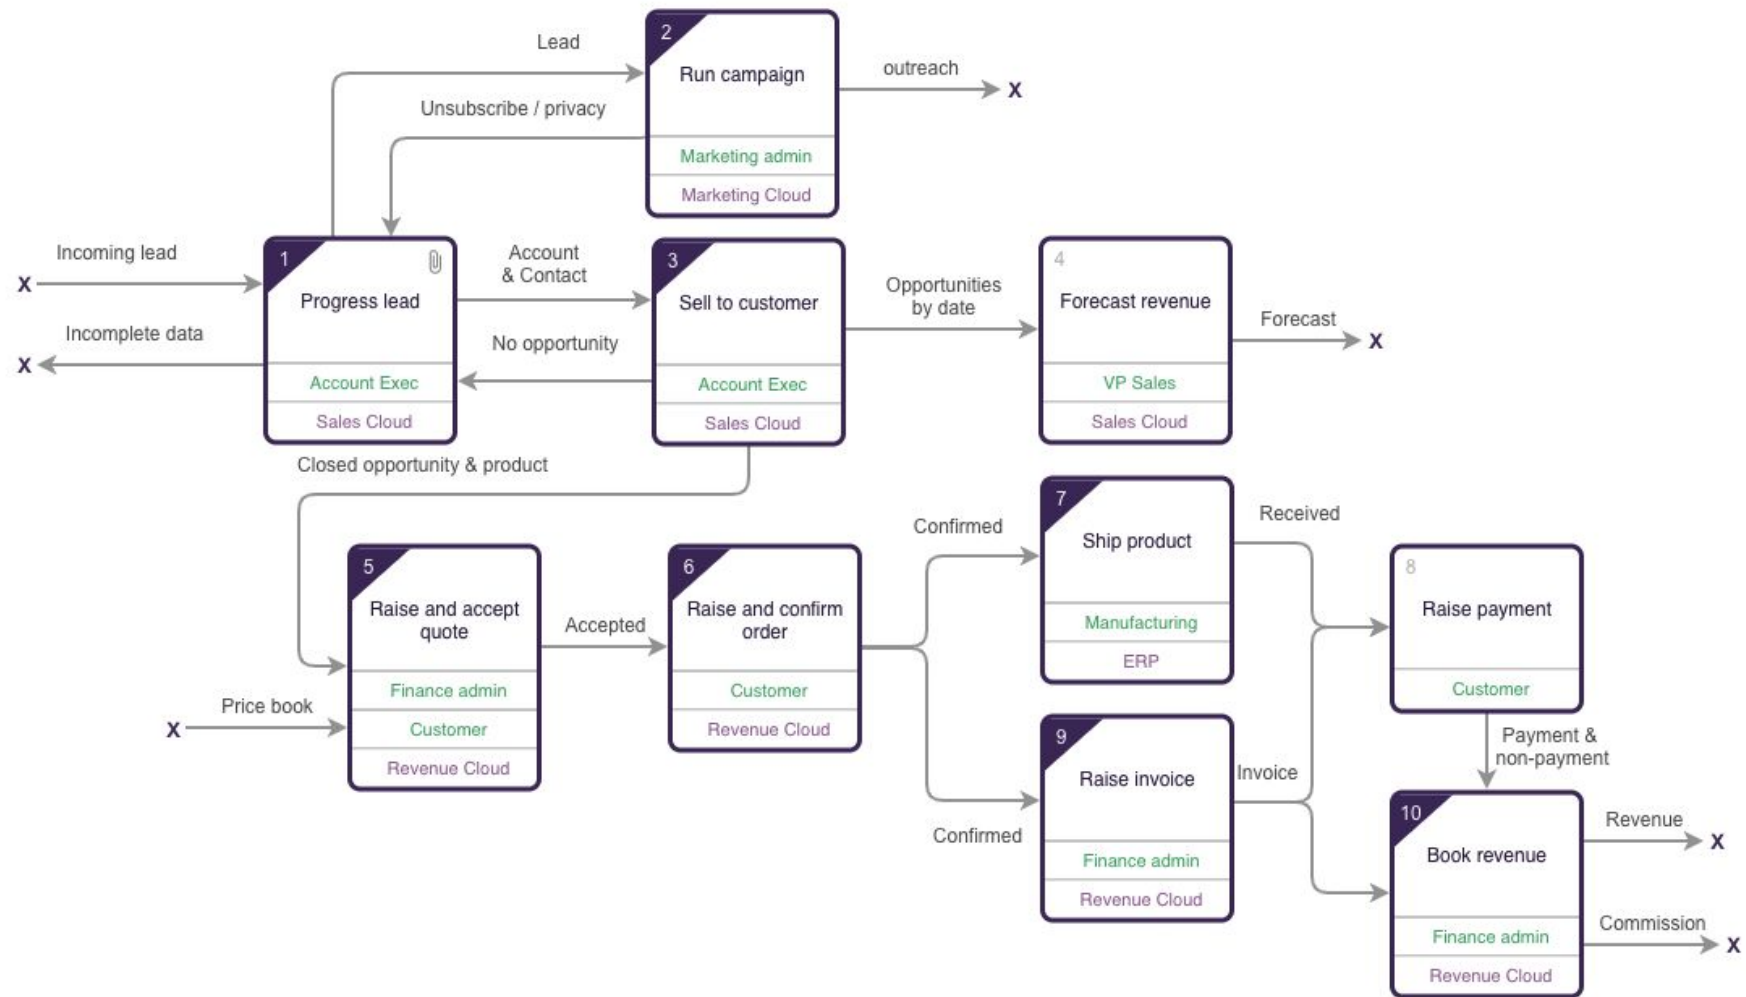 Lead
2
Run campaign
outreach
X
Unsubscribe / privacy
Marketing admin
Marketing Cloud
Incoming lead
X
Incomplete data
X
1
Progress lead
Account Exec
Sales Cloud
Account
& Contact
No opportunity
3
Sell to customer
Account Exec
Sales Cloud
Opportunities
by date
4
Forecast revenue
VP Sales
Sales Cloud
Forecast
X
Closed opportunity & product
5
Raise and accept
quote
Finance admin
Customer
Revenue Cloud
Price book
X
Accepted
6
Raise and confirm
order
Customer
Revenue Cloud
Confirmed
7
Ship product
Manufacturing
ERP
Received
Confirmed
9
Raise invoice
Finance admin
Revenue Cloud
Invoice
8
Raise payment
Customer
Payment &
non-payment
10
Book revenue
Finance admin
Revenue Cloud
Revenue
X
Commission
X